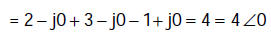 = 2 – j0 + 3 – j0 – 1 + j0 = 4 = 4 ∠0